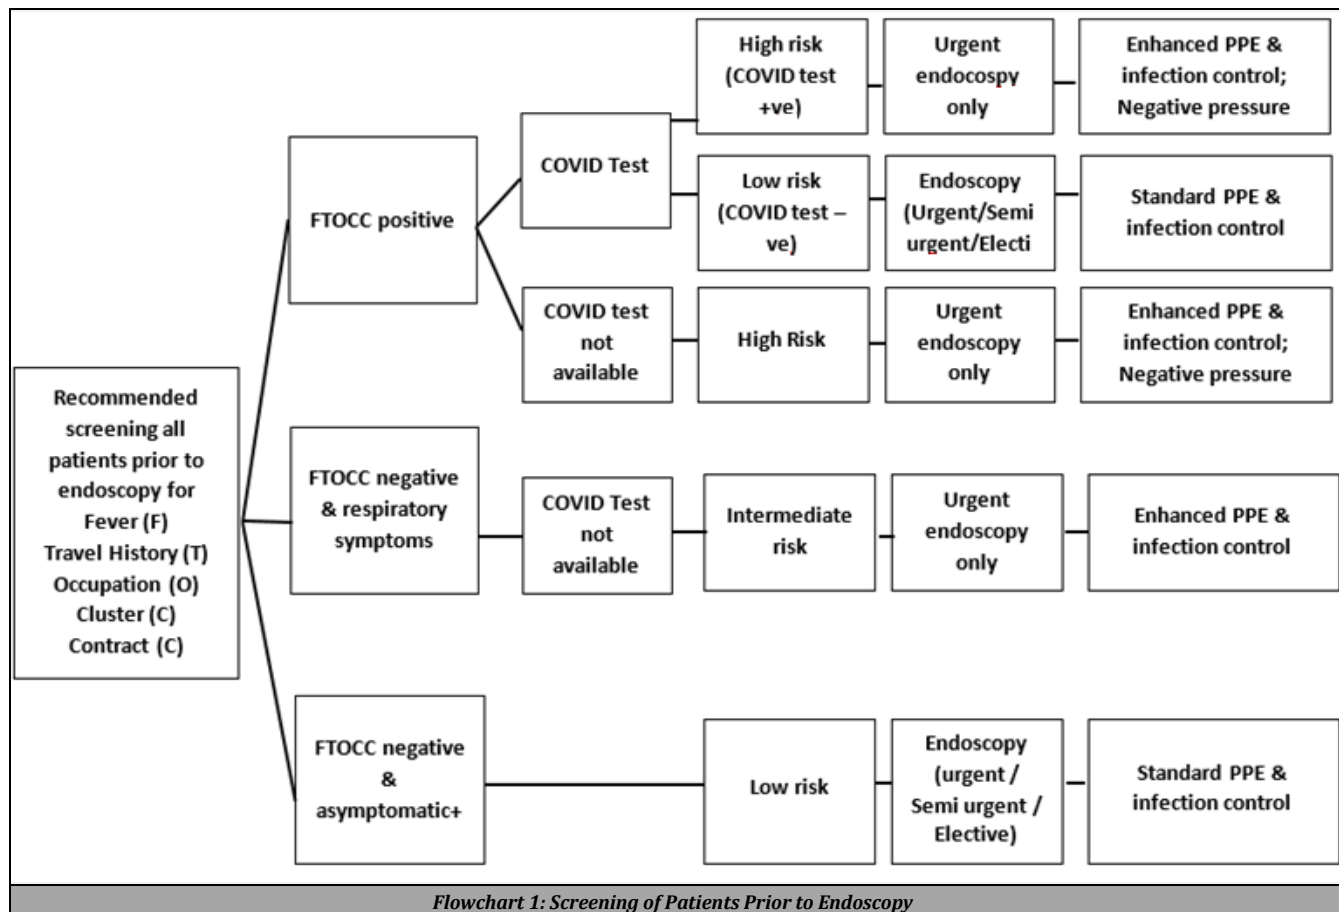 High risk
(COVID test
+ve)
Urgent
endocospy
only
Enhanced PPE &
infection control;
Negative pressure
FTOCC positive
COVID Test
Low risk
(COVID test –
ve)
Endoscopy
(Urgent/Semi
urgent/Electi
Standard PPE &
infection control
COVID test
not
available
High Risk
Urgent
endoscopy
only
Enhanced PPE &
infection control;
Negative pressure
Recommended
screening all
patients prior to
endoscopy for
Fever (F)
Travel History (T)
Occupation (O)
Cluster (C)
Contract (C)
FTOCC negative
& respiratory
symptoms
COVID Test
not
available
Intermediate
risk
Urgent
endoscopy
only
Enhanced PPE &
infection control
FTOCC negative
&
asymptomatic+
Low risk
Endoscopy
(urgent /
Semi urgent /
Elective)
Standard PPE &
infection control
Flowchart 1: Screening of Patients Prior to Endoscopy